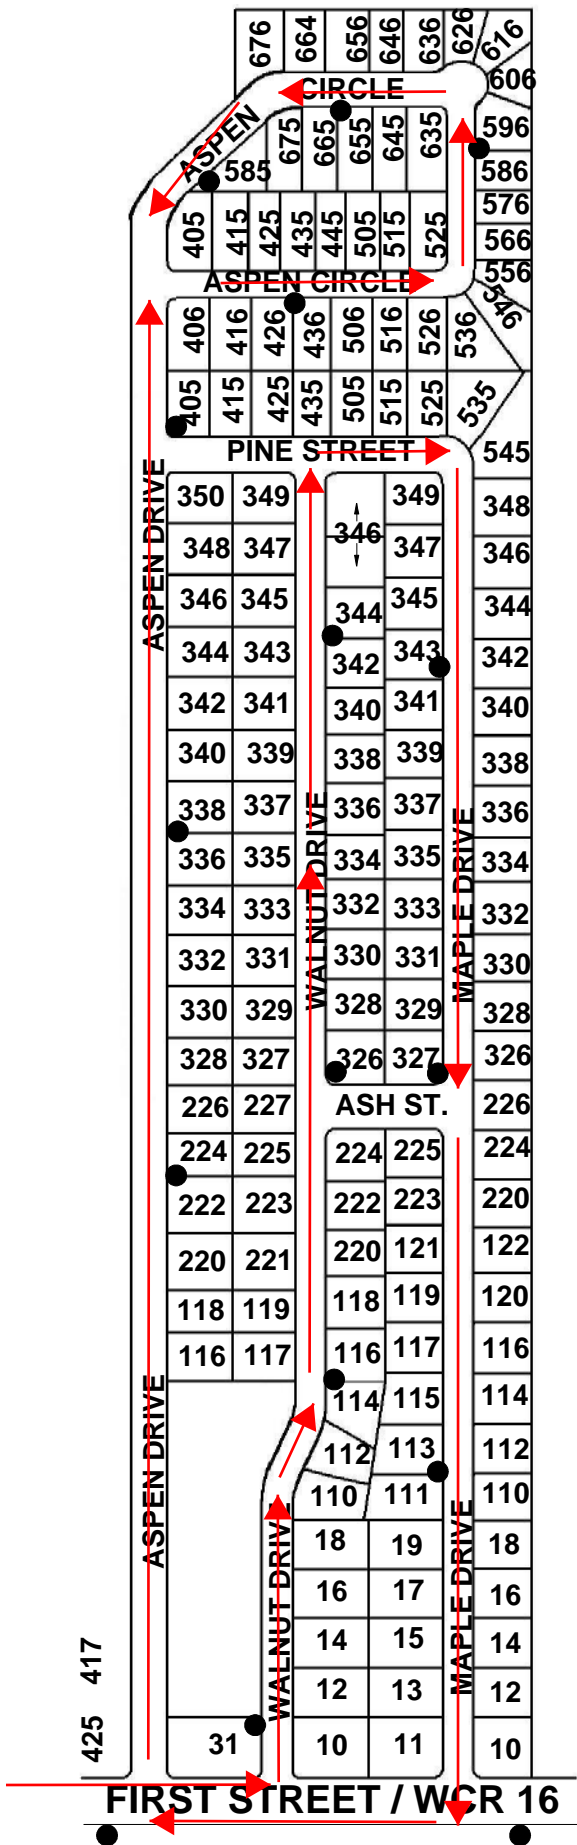 676 664 656 646 636 626 616
606
CIRCLE
ASPEN
675 665 655 645 635
596
585
586
576
405 415 425 435 445 505 515 525
566
ASPEN CIRCLE
556
546
406 416 426 436 506 516 526 536
405 415 425 435 505 515 525 535
PINE STREET
545
ASPEN DRIVE
350 349 349 348
346
348 347 347 346
346 345 344 345 344
344 343 342 343 342
342 341 340 341 340
340 339 338 339 338
338 337 336 337 336
WALNUT DRIVE
MAPLE DRIVE
336 335 334 335 334
334 333 332 333 332
332 331 330 331 330
330 329 328 329 328
328 327 326 327 326
226 227
ASH ST.
226
224 225 224 225 224
222 223 222 223 220
220 221 220 121 122
118 119 118 119 120
116 117 116 117 116
ASPEN DRIVE
114 115 114
112 113 112
110 111 110
WALNUT DRIVE
MAPLE DRIVE
18 19 18
16 17 16
417
14 15 14
12 13 12
425
31 10 11 10
FIRST STREET / WCR 16